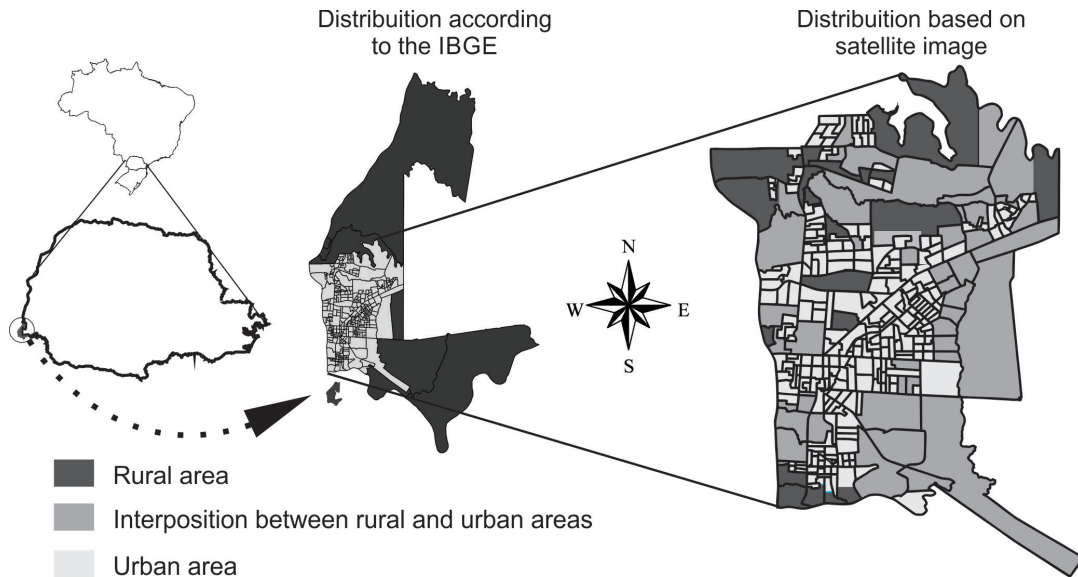 Distribuition according
to the IBGE
Distribuition based on
satellite image
N
W
E
S
Rural area
Interposition between rural and urban areas
Urban area